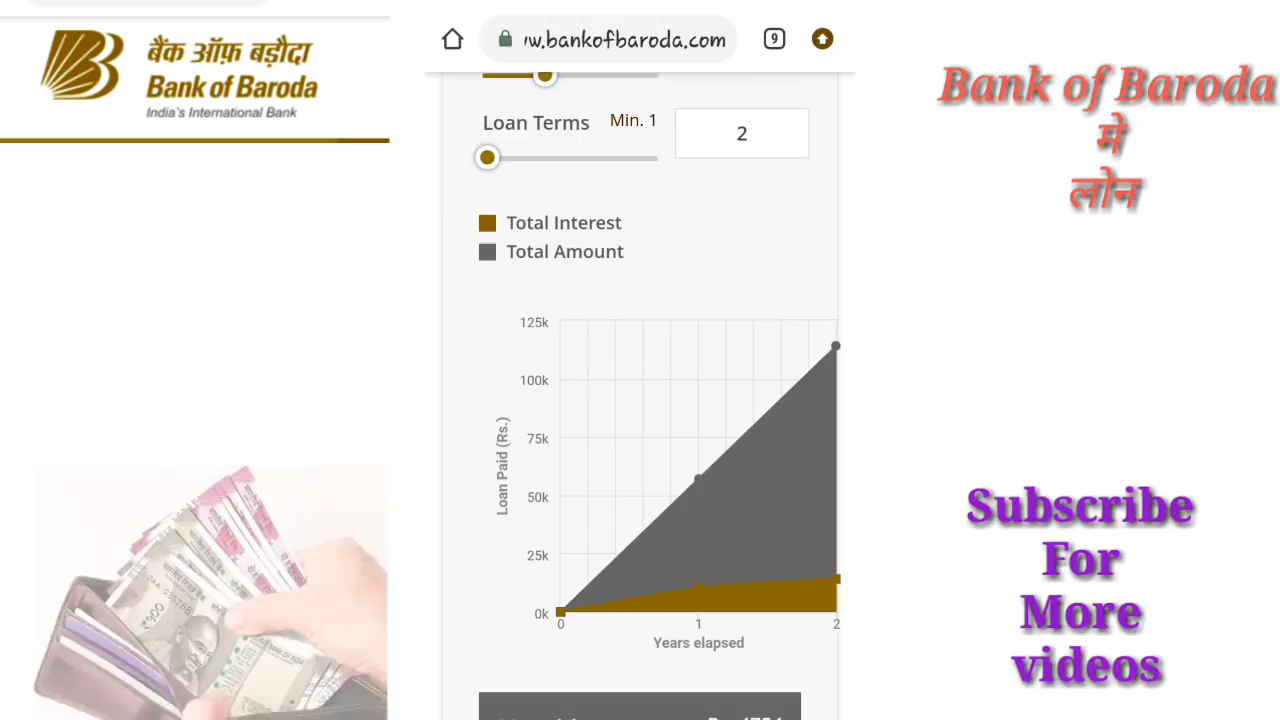 बैंक ऑफ़ बड़ौदा
Bank of Baroda
India's International Bank
w.bankofbaroda.com
9
Loan Terms Min. 1
2
Total Interest
Total Amount
125k
100k
75k
50k
25k
0k
Loan Paid (Rs.)
0 1 2
Years elapsed
Bank of Baroda
मे
लोन
Subscribe
For
More
videos